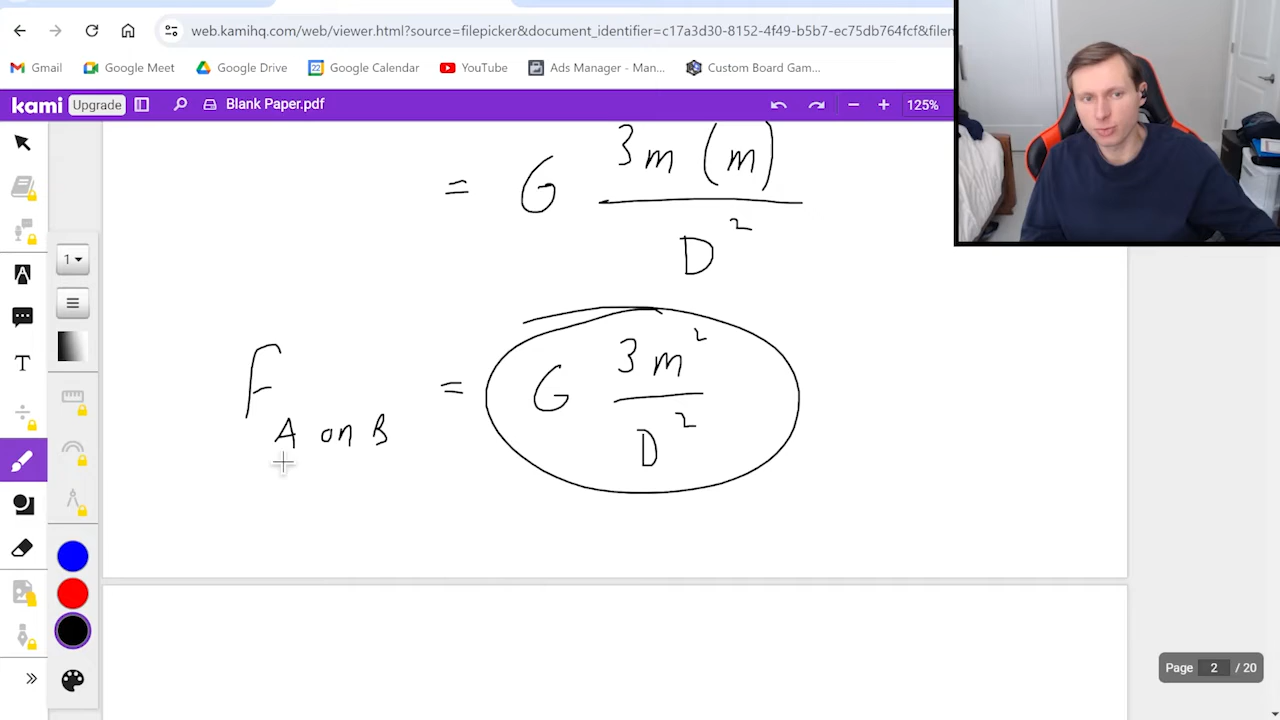 web.kamihq.com/web/viewer.html?source=filepicker&document_identifier=c17a3d30-8152-4f49-b5b7-ec75db764fcf&filen
Gmail Google Meet Google Drive 22 Google Calendar YouTube Ads Manager - Man... Custom Board Gam...
kami Upgrade Blank Paper.pdf 125%
= G 3m (m)
D²
1
F A on B = G 3m²
D²
A
T
Page 2 / 20